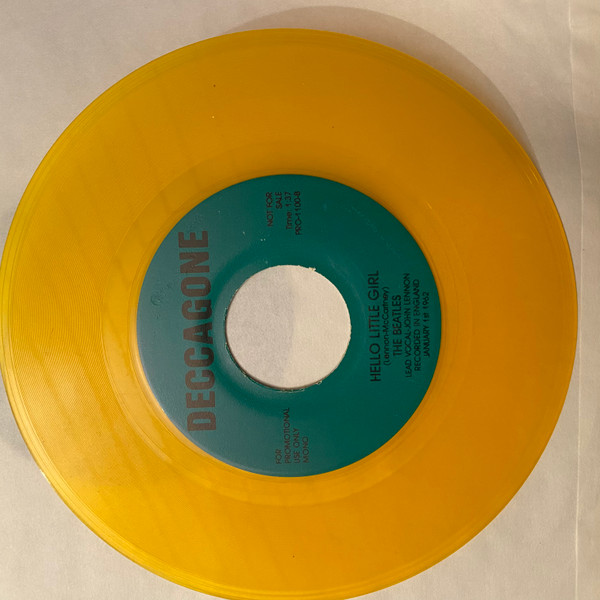 DECCAGONE
FOR
PROMOTIONAL
USE ONLY
MONO
NOT FOR
SALE
Time: 1:37
PRO-1100-B
HELLO LITTLE GIRL
(Lennon-McCartney)
THE BEATLES
LEAD VOCAL: JOHN LENNON
RECORDED IN ENGLAND
JANUARY 1st 1962